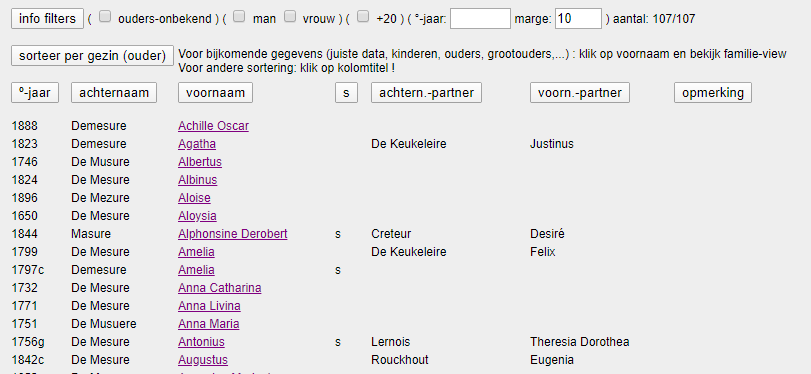 info filters ( ouders-onbekend ) ( man vrouw ) ( +20 ) ( °-jaar: marge: 10 ) aantal: 107/107
sorteer per gezin (ouder) Voor bijkomende gegevens (juiste data, kinderen, ouders, grootouders,...) : klik op voornaam en bekijk familie-view
Voor andere sortering: klik op kolomtitel !
º-jaar achternaam voornaam s achtern.-partner voorn.-partner opmerking
1888 Demesure Achille Oscar
1823 Demesure Agatha De Keukeleire Justinus
1746 De Musure Albertus
1824 De Mesure Albinus
1896 De Mezure Aloise
1650 De Mesure Aloysia
1844 Masure Alphonsine Derobert s Creteur Desiré
1799 De Mesure Amelia De Keukeleire Felix
1797c Demesure Amelia s
1732 De Mesure Anna Catharina
1771 De Mesure Anna Livina
1751 De Musuere Anna Maria
1756g De Mesure Antonius s Lernois Theresia Dorothea
1842c De Mesure Augustus Rouckhout Eugenia